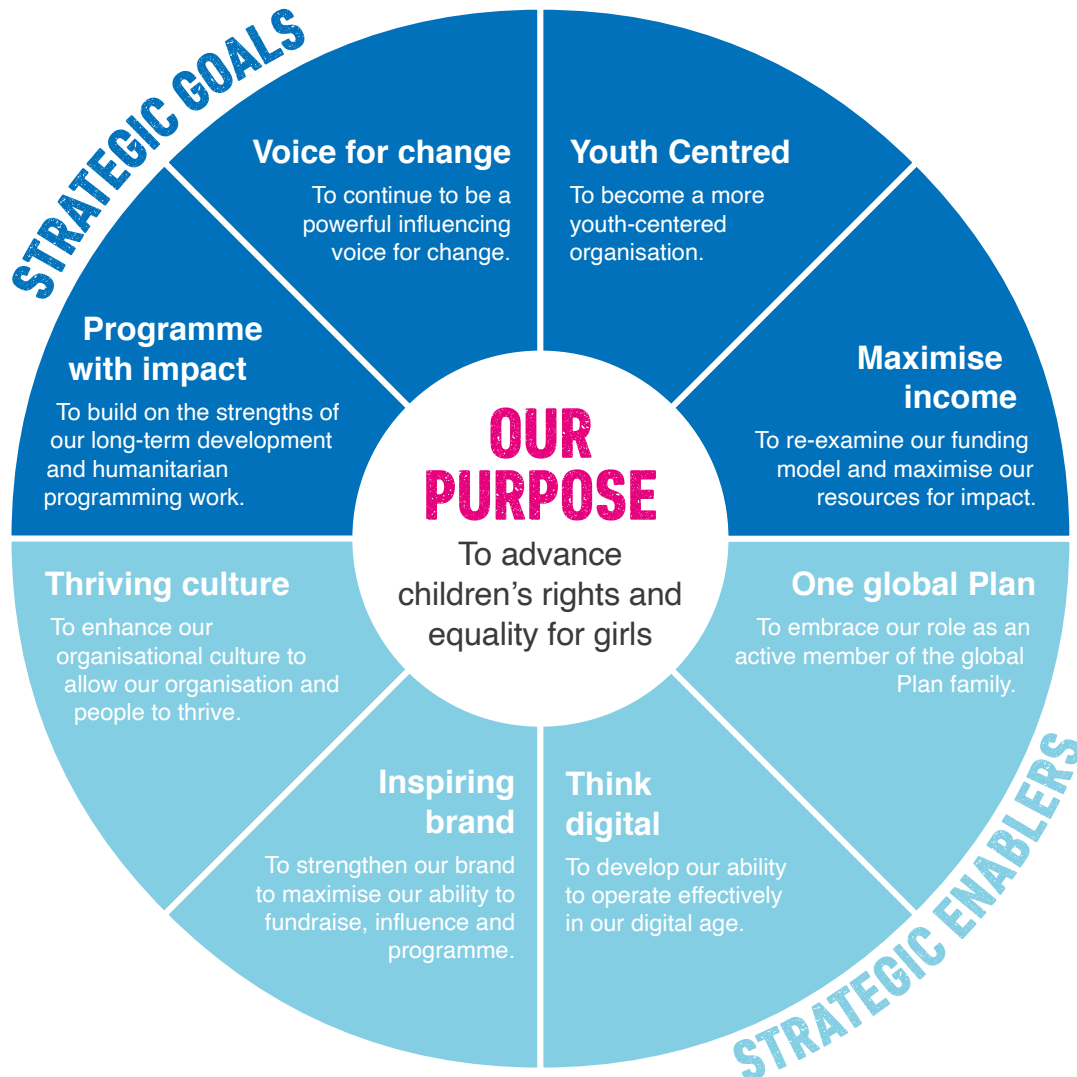 STRATEGIC GOALS
Voice for change
To continue to be a
powerful influencing
voice for change.
Youth Centred
To become a more
youth-centered
organisation.
Programme
with impact
To build on the strengths of
our long-term development
and humanitarian
programming work.
Maximise
income
To re-examine our funding
model and maximise our
resources for impact.
OUR
PURPOSE
To advance
children's rights and
equality for girls
Thriving culture
To enhance our
organisational culture to
allow our organisation and
people to thrive.
One global Plan
To embrace our role as an
active member of the global
Plan family.
Inspiring
brand
To strengthen our brand
to maximise our ability to
fundraise, influence and
programme.
Think
digital
To develop our ability
to operate effectively
in our digital age.
STRATEGIC ENABLERS